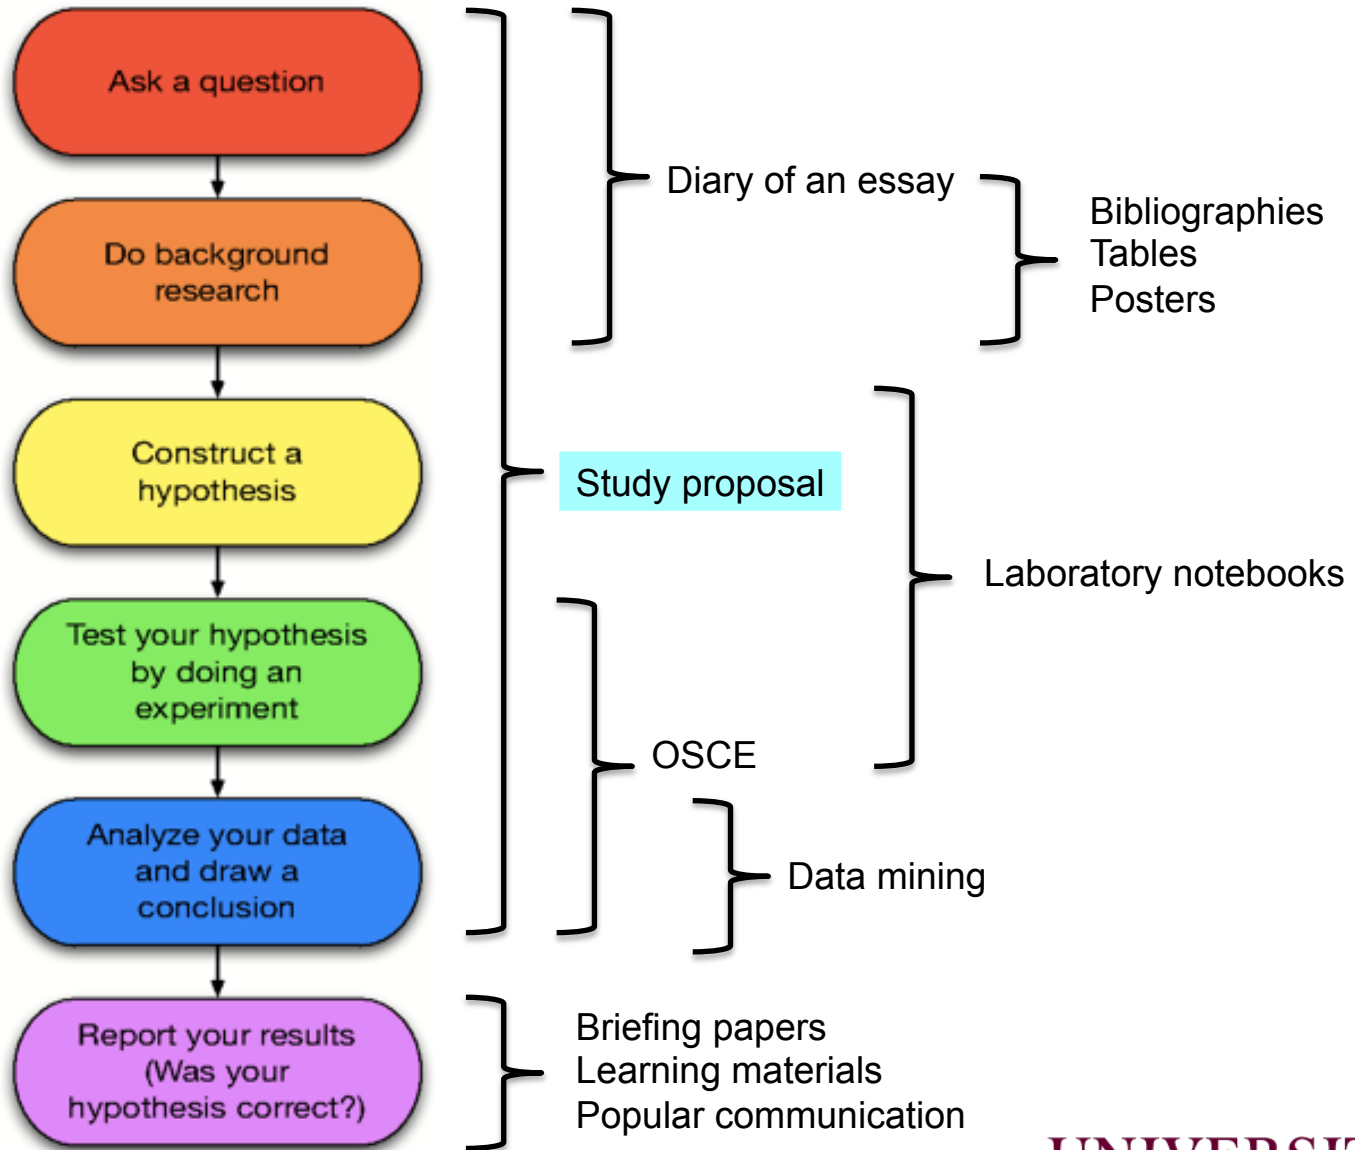 Ask a question
Do background
research
Construct a
hypothesis
Test your hypothesis
by doing an
experiment
Analyze your data
and draw a
conclusion
Report your results
(Was your
hypothesis correct?)
Diary of an essay
Bibliographies
Tables
Posters
Study proposal
Laboratory notebooks
OSCE
Data mining
Briefing papers
Learning materials
Popular communication